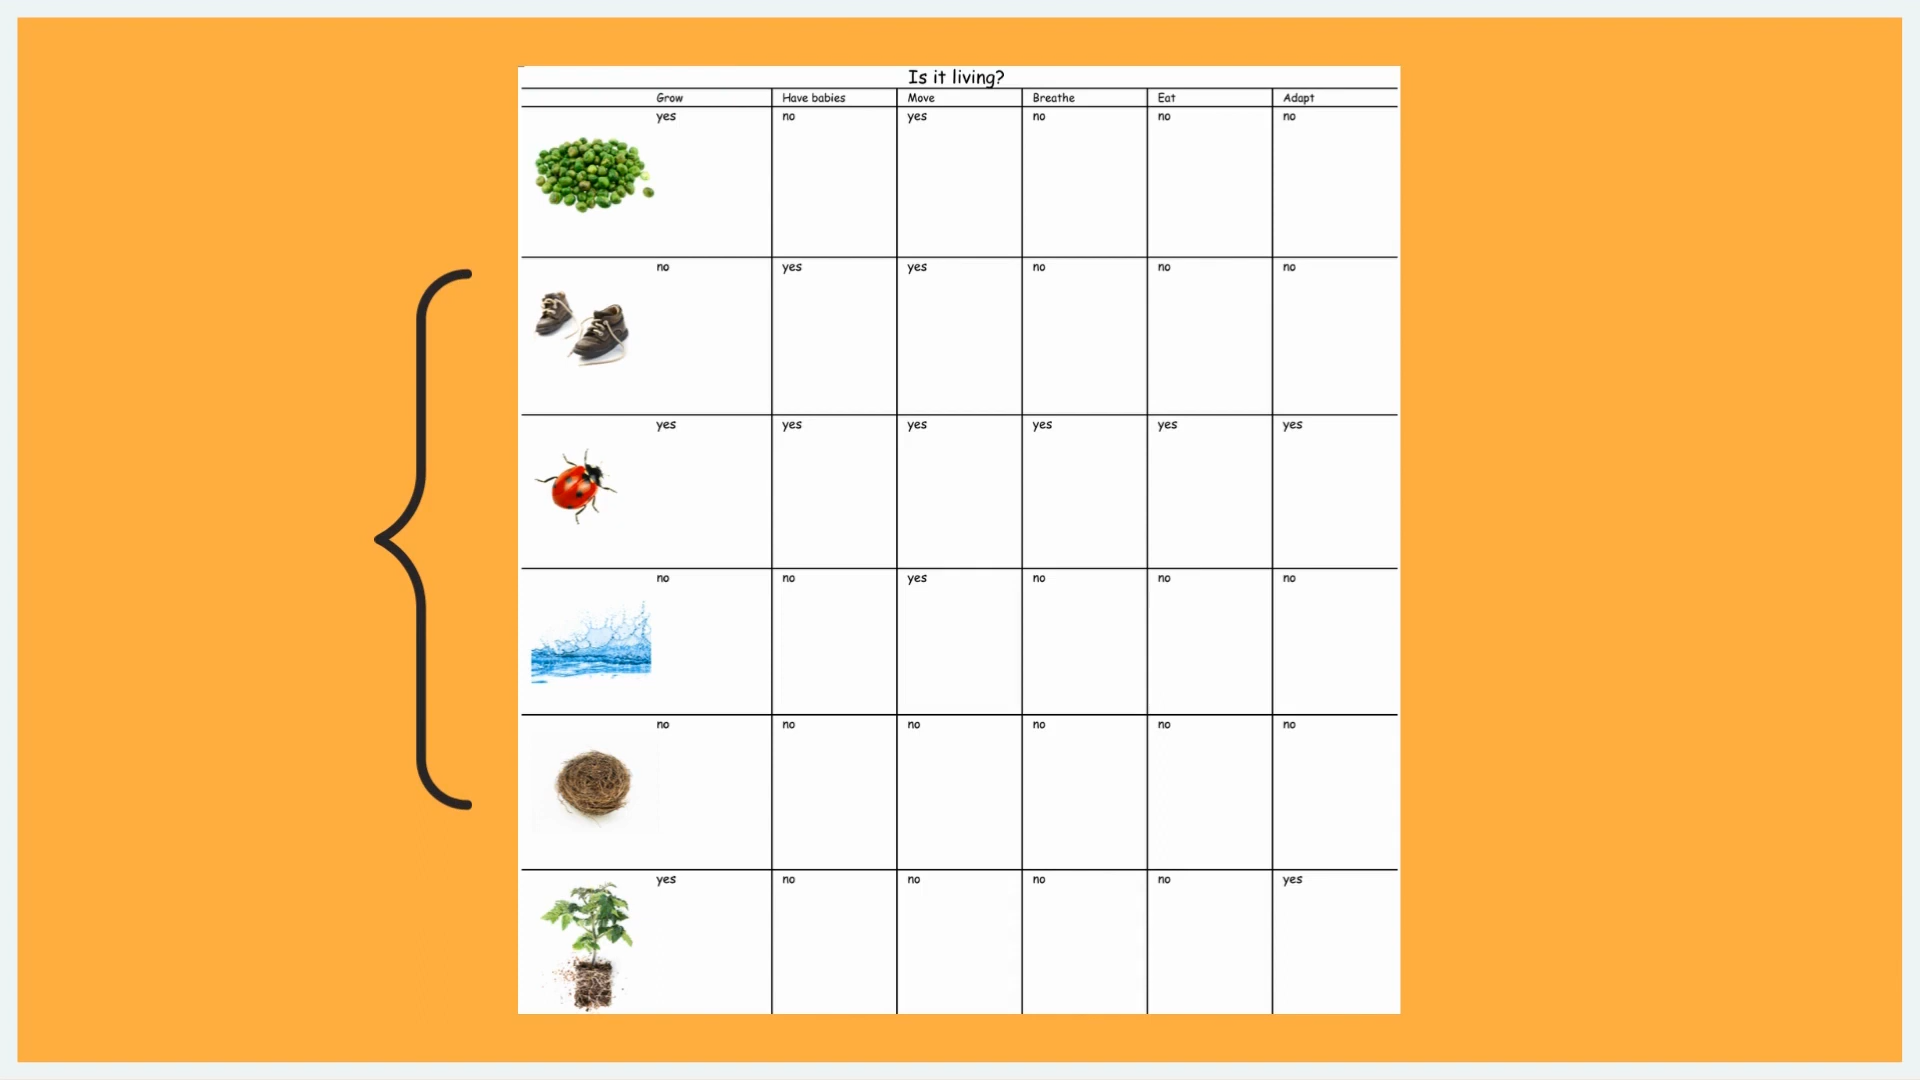 Is it living?
Grow Have babies Move Breathe Eat Adapt
yes no yes no no no
no yes yes no no no
yes yes yes yes yes yes
no no yes no no no
no no no no no no
yes no no no no yes